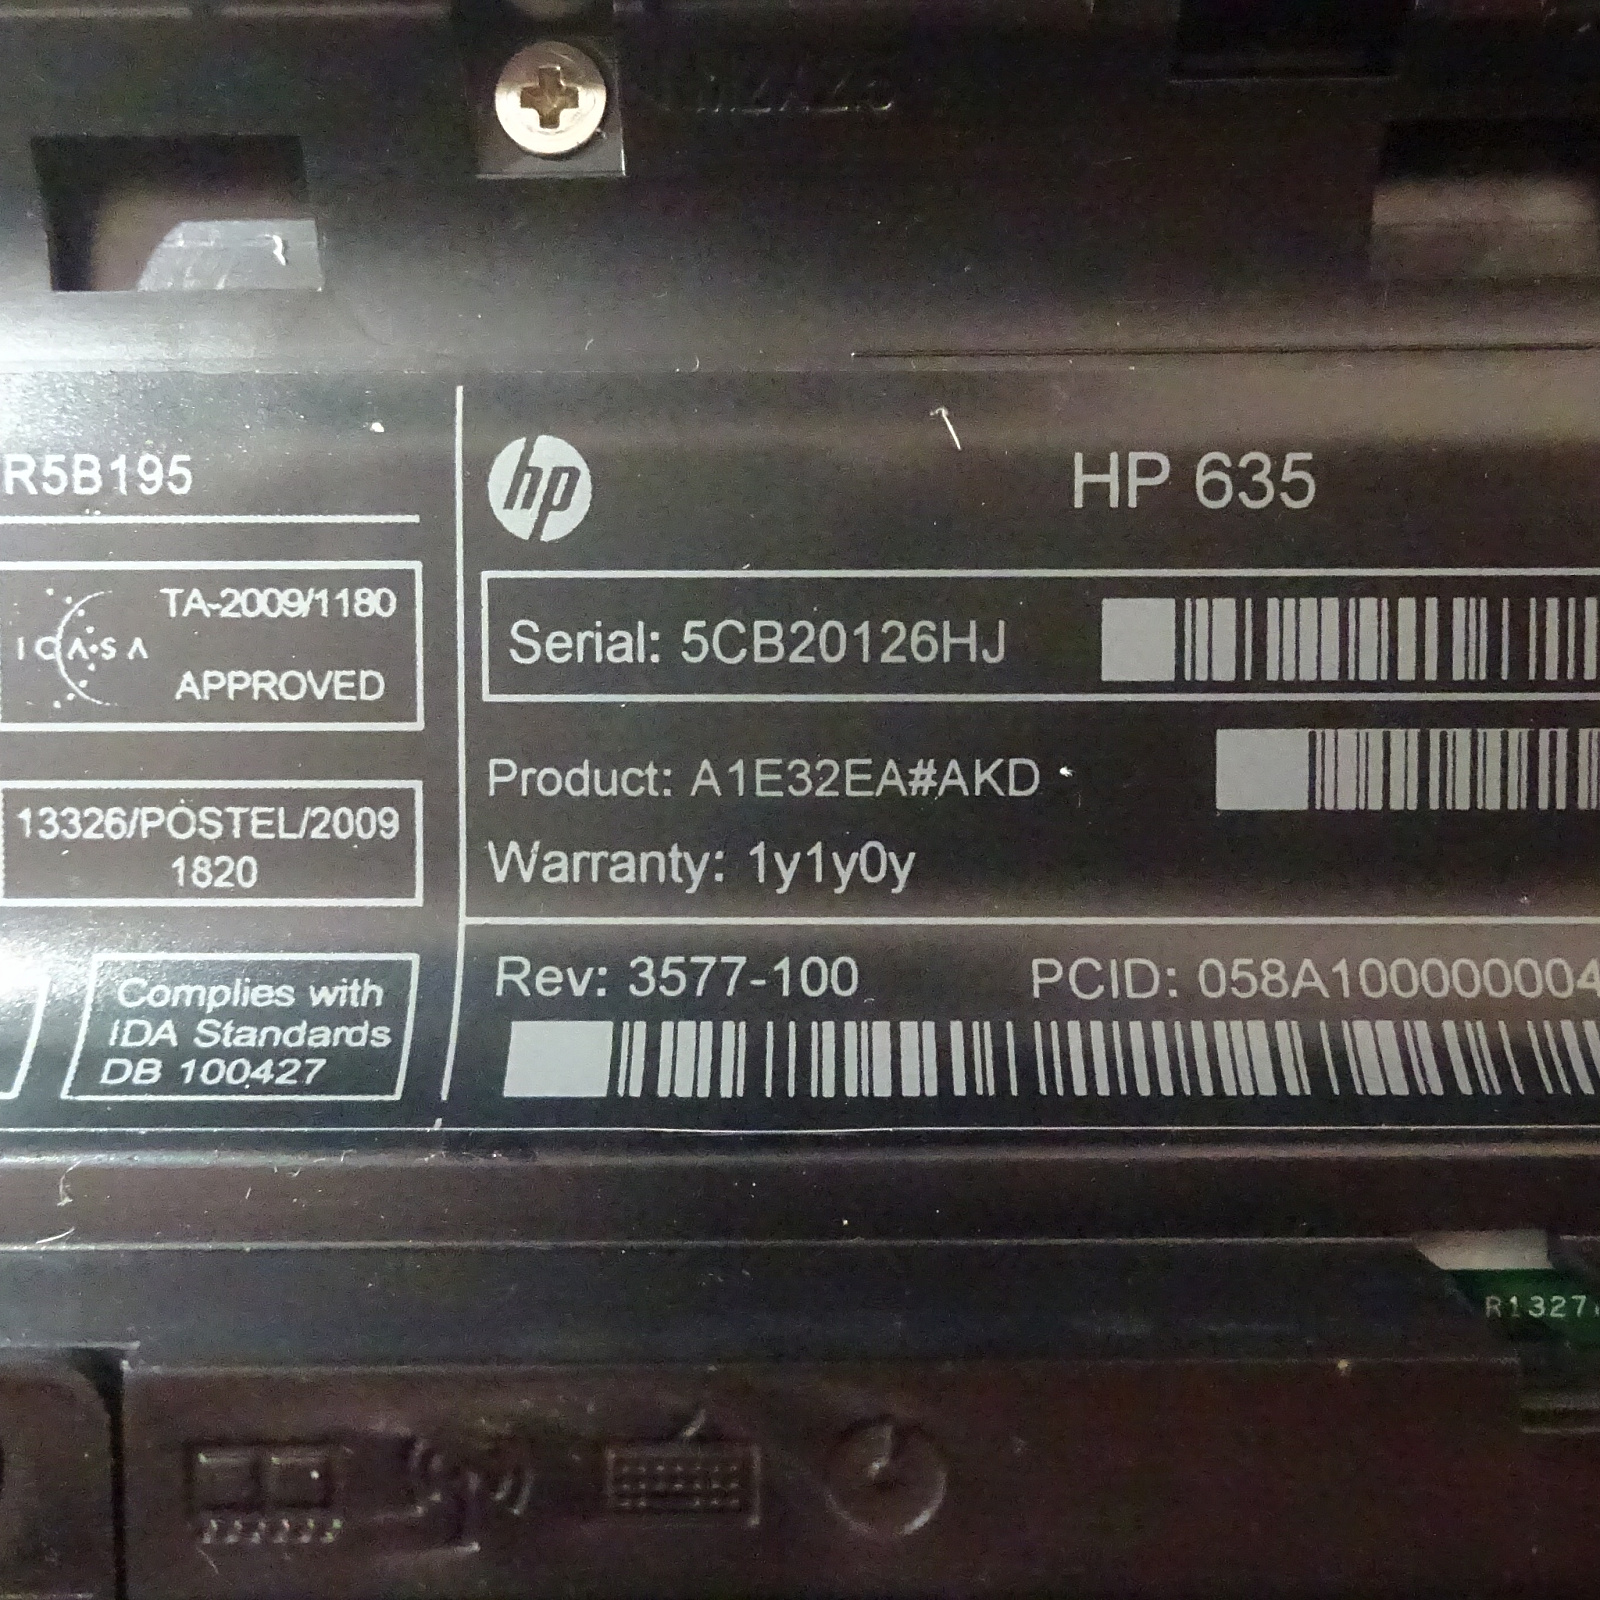 R5B195
ICASA
TA-2009/1180
APPROVED
13326/POSTEL/2009
1820
Complies with
IDA Standards
DB 100427
hp
HP 635
Serial: 5CB20126HJ
Product: A1E32EA#AKD
Warranty: 1y1y0y
Rev: 3577-100
PCID: 058A100000004
R1327